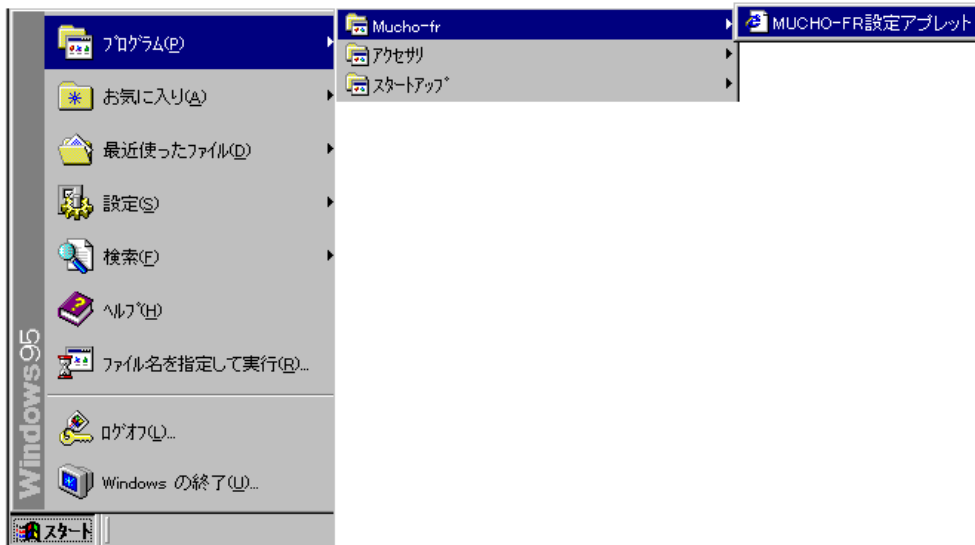 ﾌﾟﾛｸﾞﾗﾑ(P)
お気に入り(A)
最近使ったﾌｧｲﾙ(D)
設定(S)
検索(F)
ﾍﾙﾌﾟ(H)
ﾌｧｲﾙ名を指定して実行(R)...
ﾛｸﾞｵﾌ(L)...
Windows の終了(U)...
Windows95
スタート
Mucho-fr
ｱｸｾｻﾘ
ｽﾀｰﾄｱｯﾌﾟ
MUCHO-FR設定アプレット